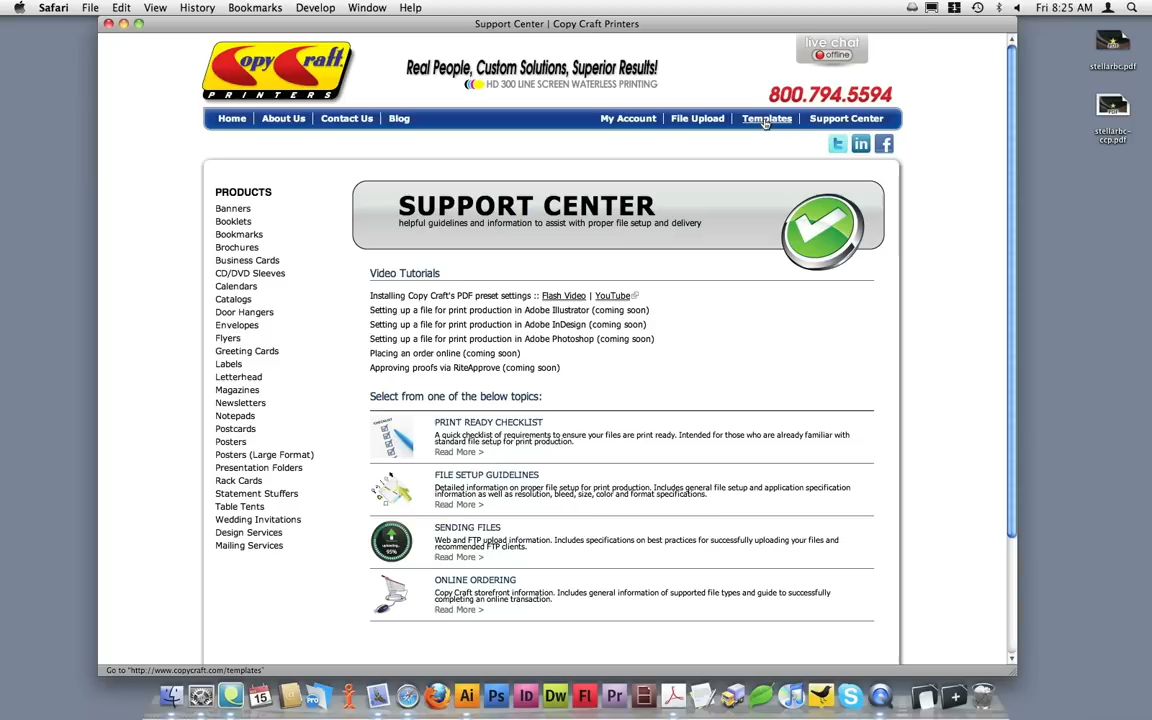 Safari File Edit View History Bookmarks Develop Window Help
Fri 8:25 AM
Support Center | Copy Craft Printers
Copy Craft
PRINTERS
Real People, Custom Solutions, Superior Results!
HD 300 LINE SCREEN WATERLESS PRINTING
live chat
offline
800.794.5594
Home | About Us | Contact Us | Blog
My Account | File Upload | Templates | Support Center
stellarbc.pdf
stellarbc-
ccp.pdf
PRODUCTS
Banners
Booklets
Bookmarks
Brochures
Business Cards
CD/DVD Sleeves
Calendars
Catalogs
Door Hangers
Envelopes
Flyers
Greeting Cards
Labels
Letterhead
Magazines
Newsletters
Notepads
Postcards
Posters
Posters (Large Format)
Presentation Folders
Rack Cards
Statement Stuffers
Table Tents
Wedding Invitations
Design Services
Mailing Services
SUPPORT CENTER
helpful guidelines and information to assist with proper file setup and delivery
Video Tutorials
Installing Copy Craft's PDF preset settings :: Flash Video | YouTube
Setting up a file for print production in Adobe Illustrator (coming soon)
Setting up a file for print production in Adobe InDesign (coming soon)
Setting up a file for print production in Adobe Photoshop (coming soon)
Placing an order online (coming soon)
Approving proofs via RiteApprove (coming soon)
Select from one of the below topics:
CHECKLIST
PRINT READY CHECKLIST
A quick checklist of requirements to ensure your files are print ready. Intended for those who are already familiar with
standard file setup for print production.
Read More >
FILE SETUP GUIDELINES
Detailed information on proper file setup for print production. Includes general file setup and application specification
information as well as resolution, bleed, size, color and format specifications.
Read More >
95%
SENDING FILES
Web and FTP upload information. Includes specifications on best practices for successfully uploading your files and
recommended FTP clients.
Read More >
ONLINE ORDERING
Copy Craft storefront information. Includes general information of supported file types and guide to successfully
completing an online transaction.
Read More >
Go to "http://www.copycraft.com/templates"
15 PRO Ai Ps Id Dw Fl Pr